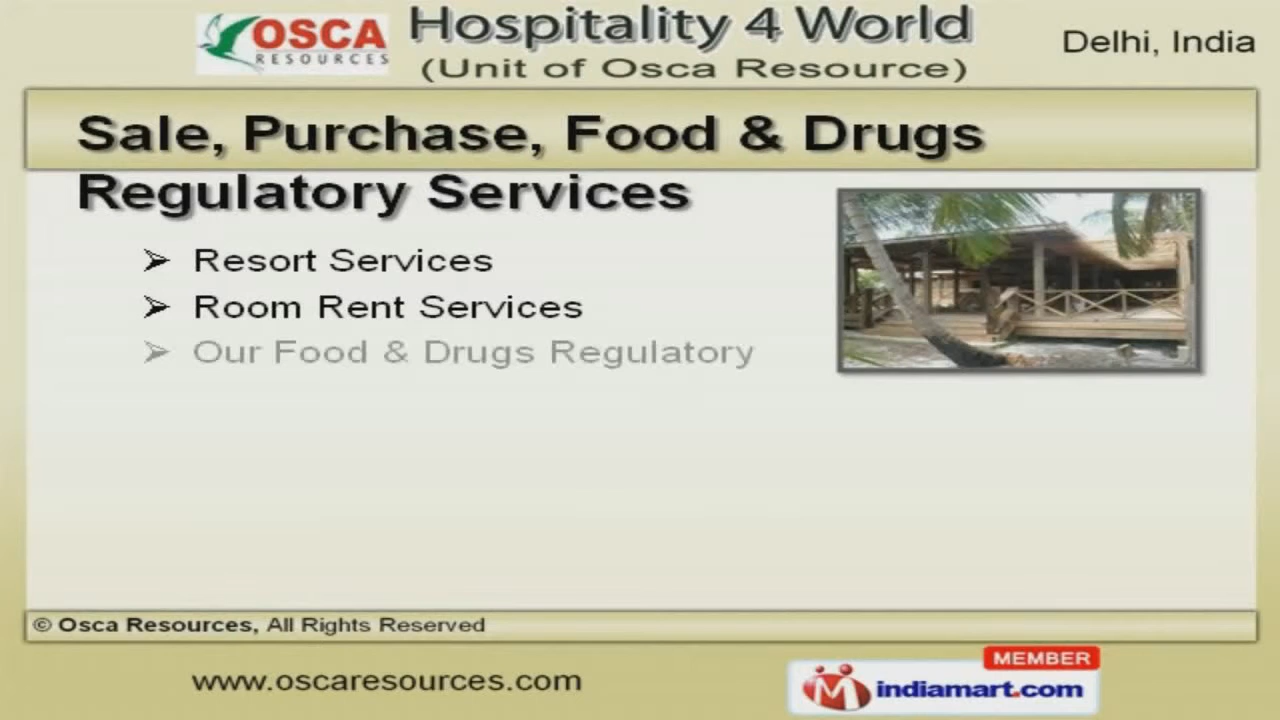 OSCA
RESOURCES
Hospitality 4 World
(Unit of Osca Resource)
Delhi, India
Sale, Purchase, Food & Drugs
Regulatory Services
➢ Resort Services
➢ Room Rent Services
➢ Our Food & Drugs Regulatory
© Osca Resources, All Rights Reserved
www.oscaresources.com
MEMBER
indiamart.com